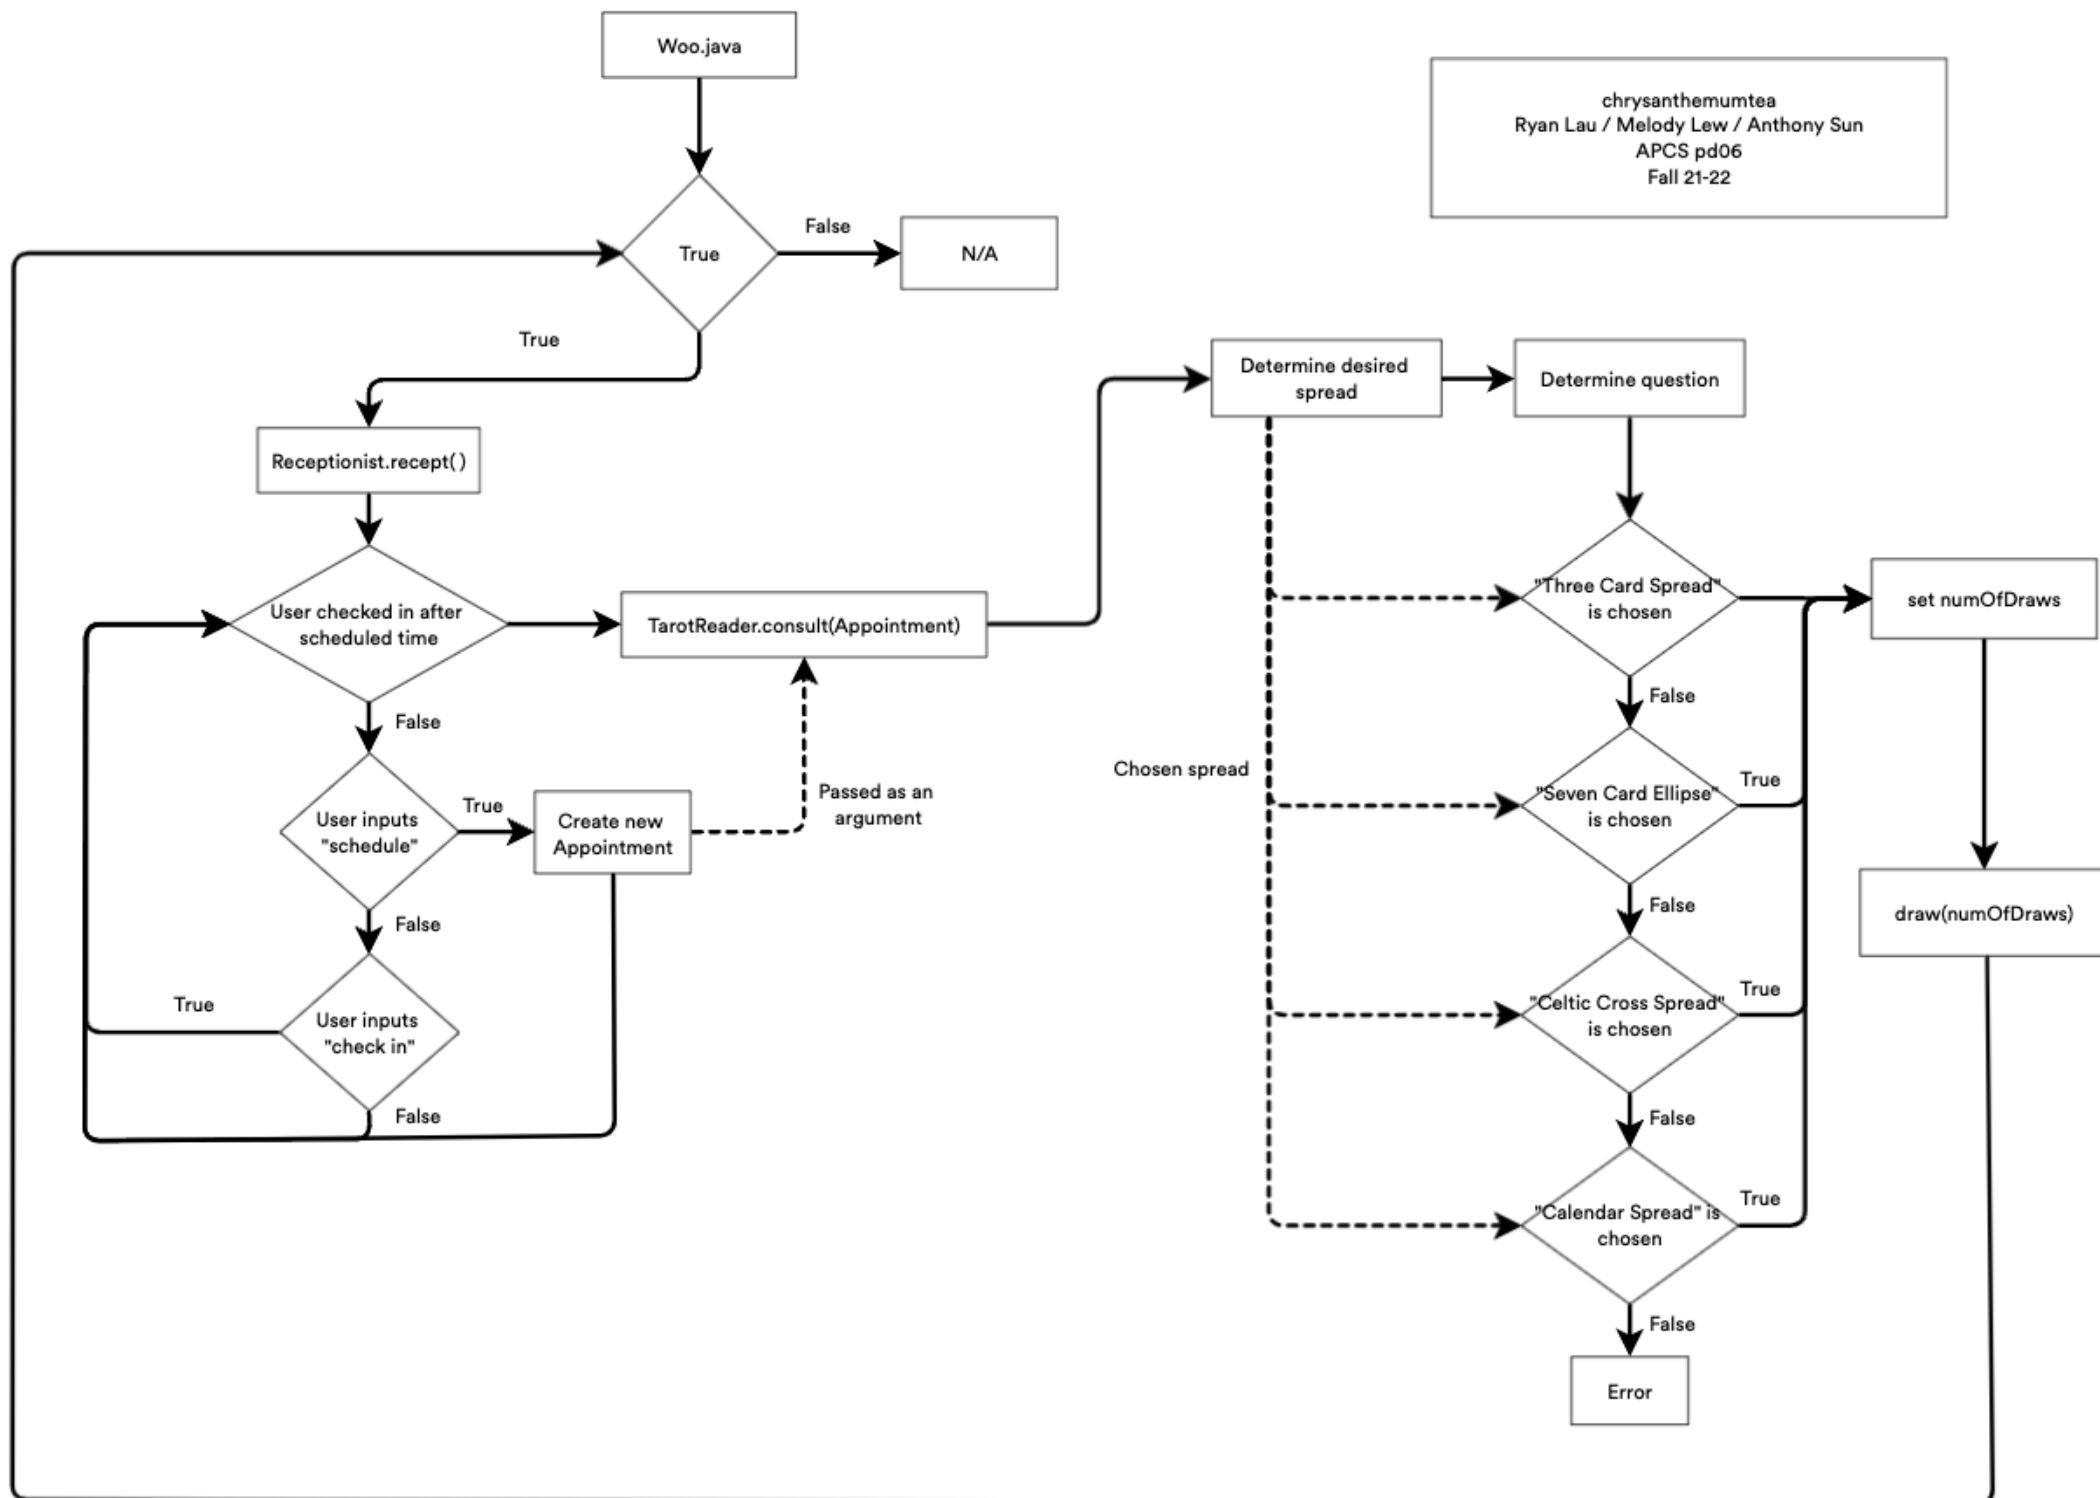 Woo.java
chrysanthemumtea
Ryan Lau / Melody Lew / Anthony Sun
APCS pd06
Fall 21-22
True
False
N/A
True
Receptionist.recept()
Determine desired
spread
Determine question
User checked in after
scheduled time
TarotReader.consult(Appointment)
"Three Card Spread"
is chosen
set numOfDraws
False
False
User inputs
"schedule"
True
Create new
Appointment
Passed as an
argument
Chosen spread
"Seven Card Ellipse"
is chosen
True
False
False
draw(numOfDraws)
True
User inputs
"check in"
False
"Celtic Cross Spread"
is chosen
True
False
"Calendar Spread" is
chosen
True
False
Error